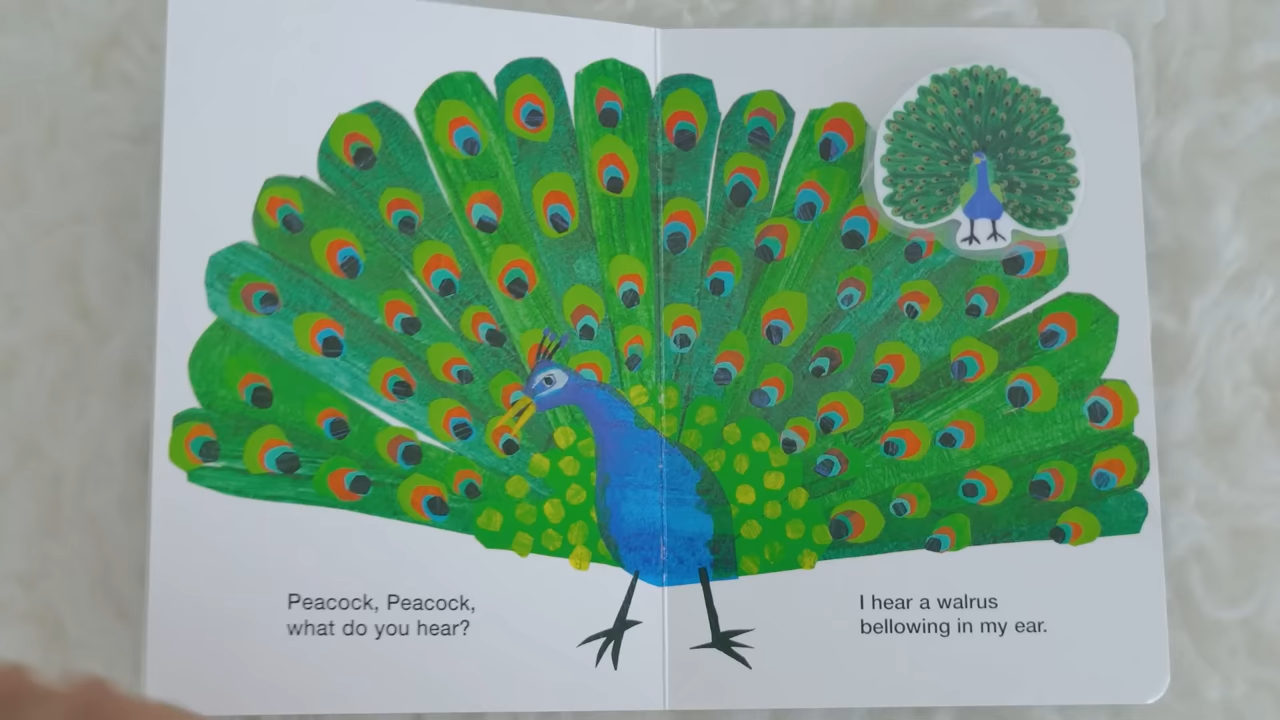 Peacock, Peacock,
what do you hear?
I hear a walrus
bellowing in my ear.